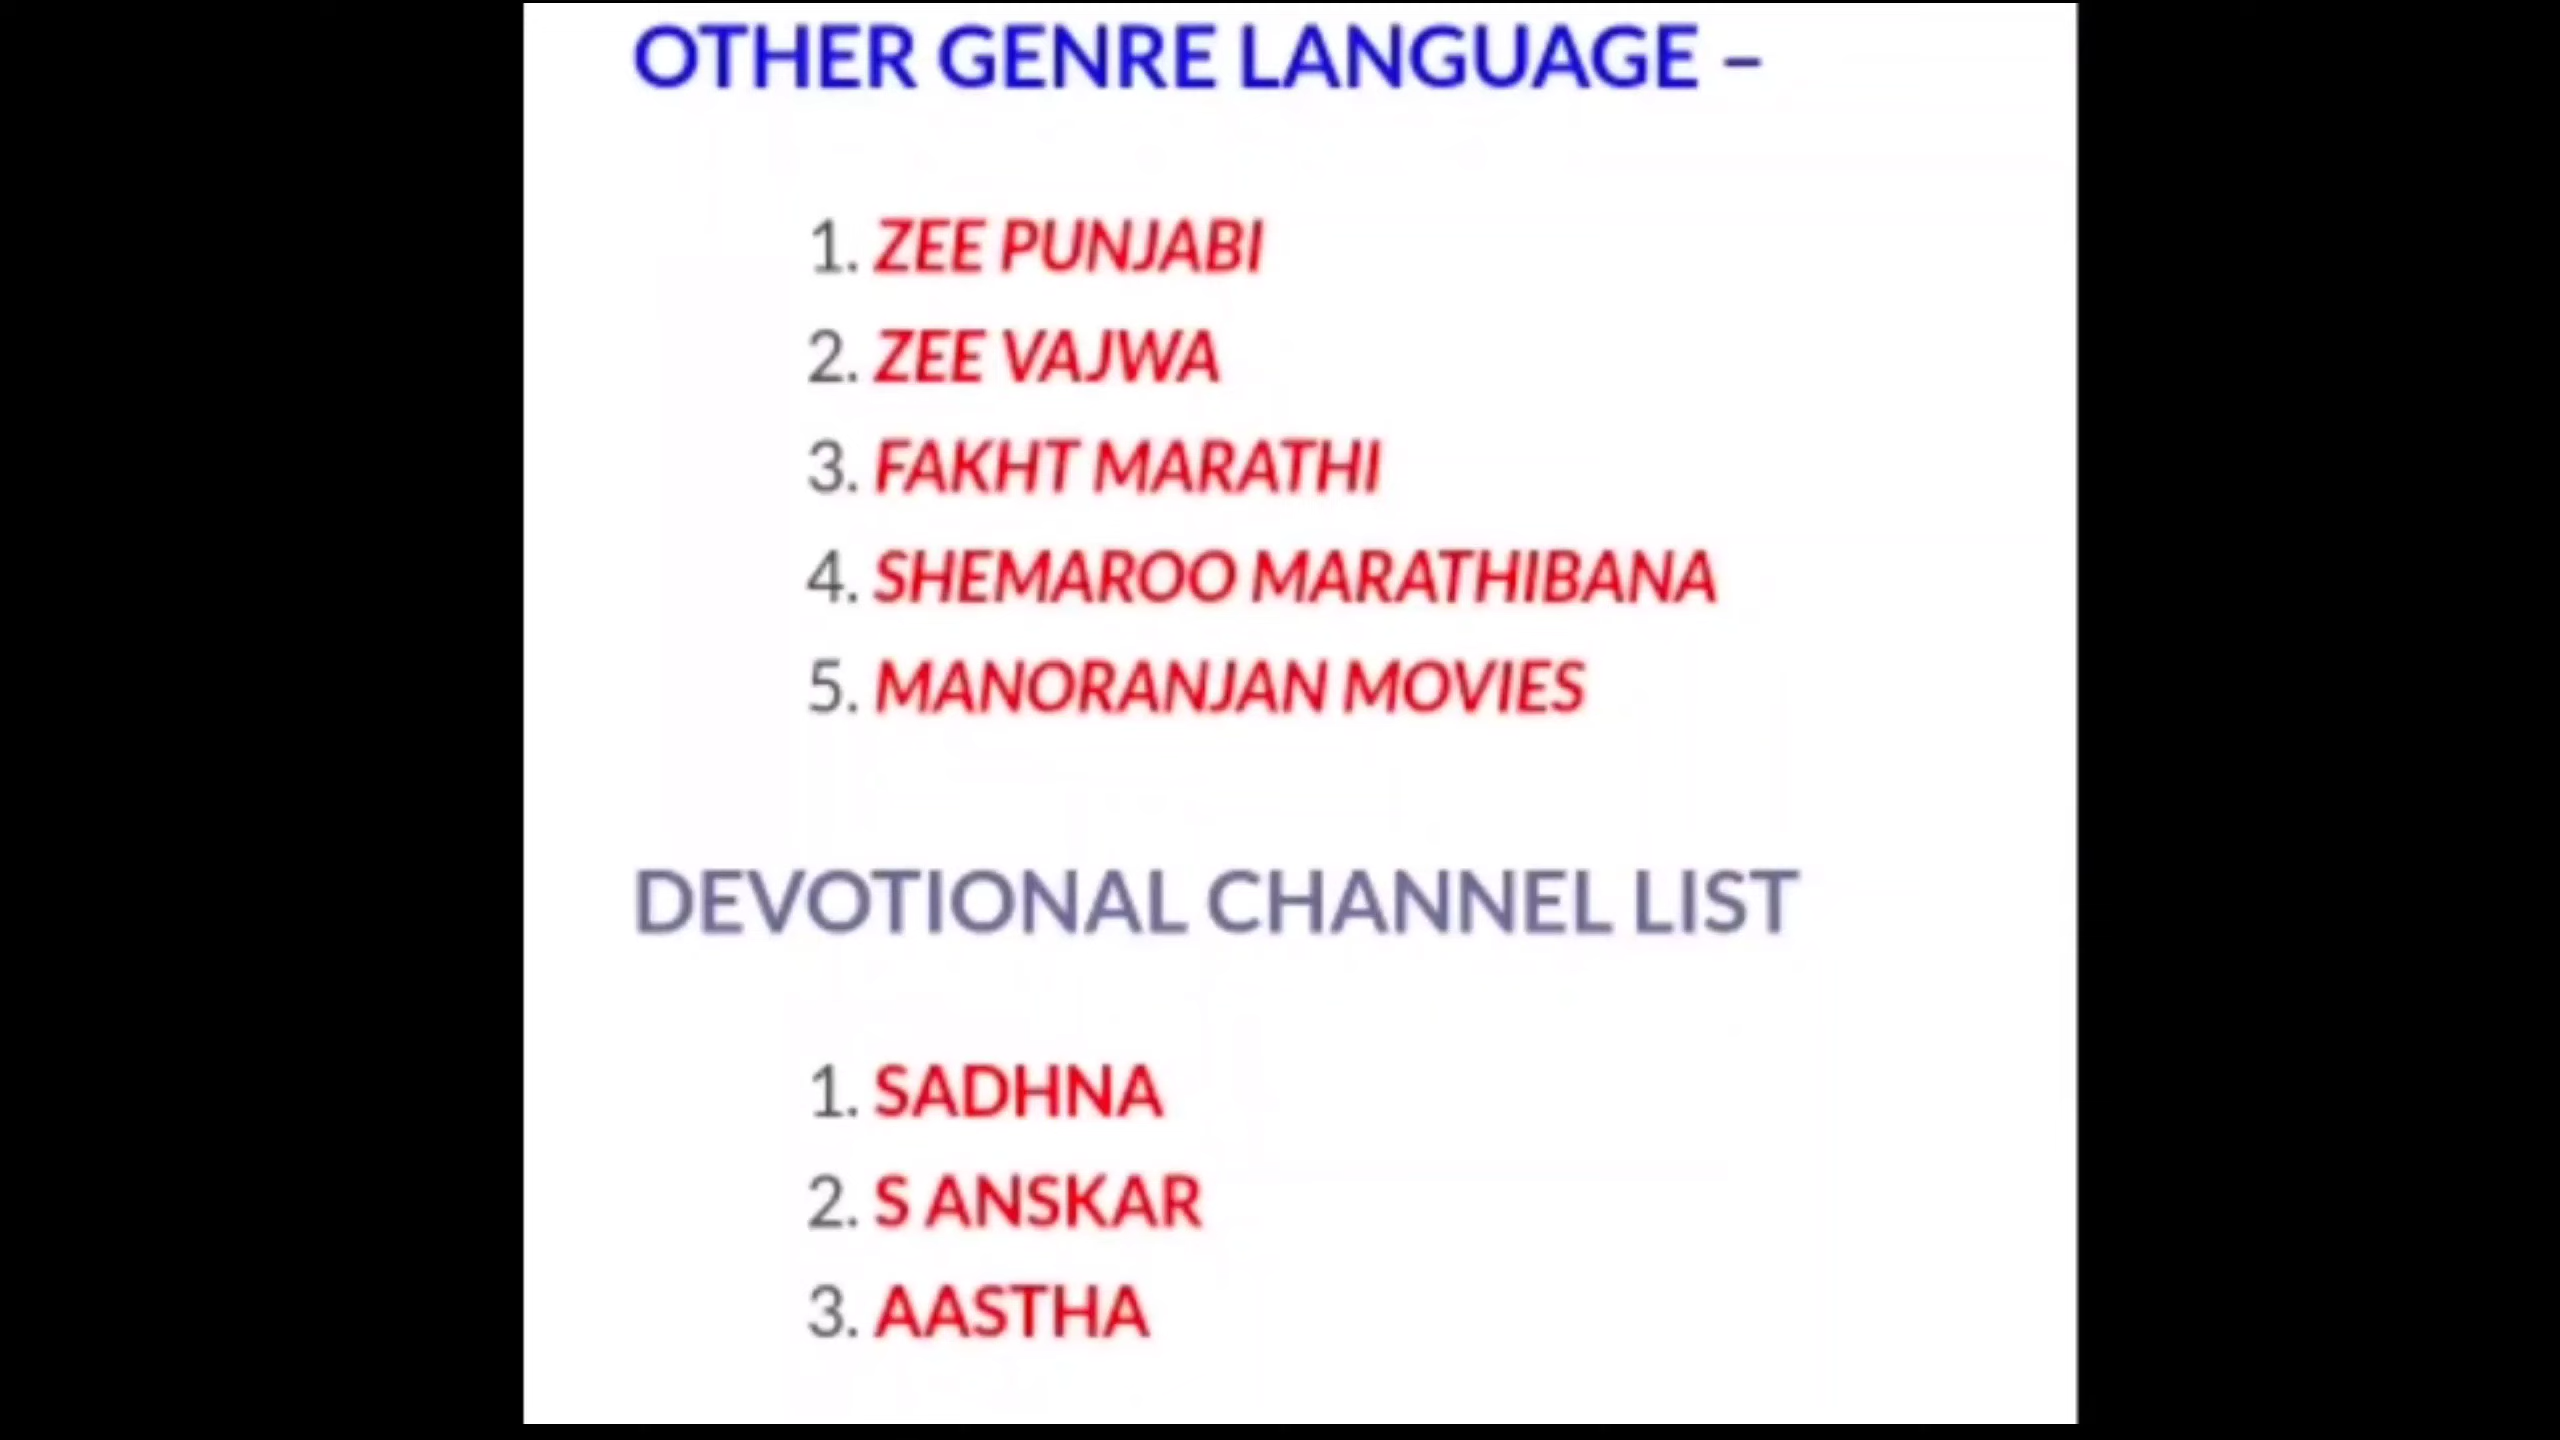 OTHER GENRE LANGUAGE –
1. ZEE PUNJABI
2. ZEE VAJWA
3. FAKHT MARATHI
4. SHEMAROO MARATHIBANA
5. MANORANJAN MOVIES
DEVOTIONAL CHANNEL LIST
1. SADHNA
2. S ANSKAR
3. AASTHA